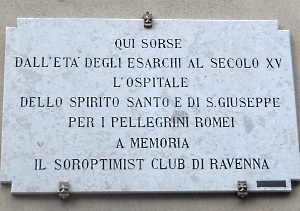 QUI SORSE
DALL'ETA' DEGLI ESARCHI AL SECOLO XV
L'OSPITALE
DELLO SPIRITO SANTO E DI S. GIUSEPPE
PER I PELLEGRINI ROMEI
A MEMORIA
IL SOROPTIMIST CLUB DI RAVENNA